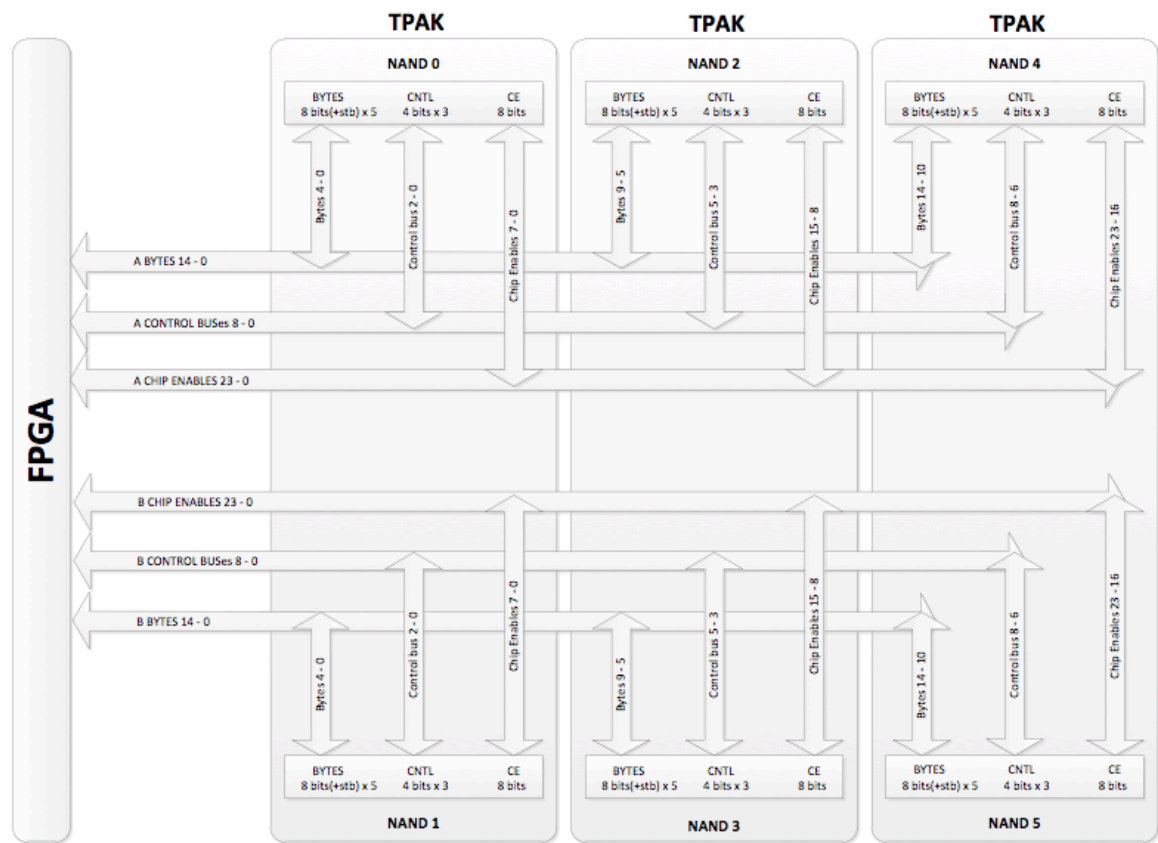 TPAK
TPAK
TPAK
NAND 0
NAND 2
NAND 4
BYTES CNTL CE
8 bits(+stb) x 5 4 bits x 3 8 bits
BYTES CNTL CE
8 bits(+stb) x 5 4 bits x 3 8 bits
BYTES CNTL CE
8 bits(+stb) x 5 4 bits x 3 8 bits
Bytes 4 - 0
Control bus 2 - 0
Chip Enables 7 - 0
Bytes 9 - 5
Control bus 5 - 3
Chip Enables 15 - 8
Bytes 14 - 10
Control bus 8 - 6
Chip Enables 23 - 16
A BYTES 14 - 0
A CONTROL BUSes 8 - 0
A CHIP ENABLES 23 - 0
FPGA
B CHIP ENABLES 23 - 0
B CONTROL BUSes 8 - 0
B BYTES 14 - 0
Bytes 4 - 0
Control bus 2 - 0
Chip Enables 7 - 0
Bytes 9 - 5
Control bus 5 - 3
Chip Enables 15 - 8
Bytes 14 - 10
Control bus 8 - 6
Chip Enables 23 - 16
BYTES CNTL CE
8 bits(+stb) x 5 4 bits x 3 8 bits
BYTES CNTL CE
8 bits(+stb) x 5 4 bits x 3 8 bits
BYTES CNTL CE
8 bits(+stb) x 5 4 bits x 3 8 bits
NAND 1
NAND 3
NAND 5